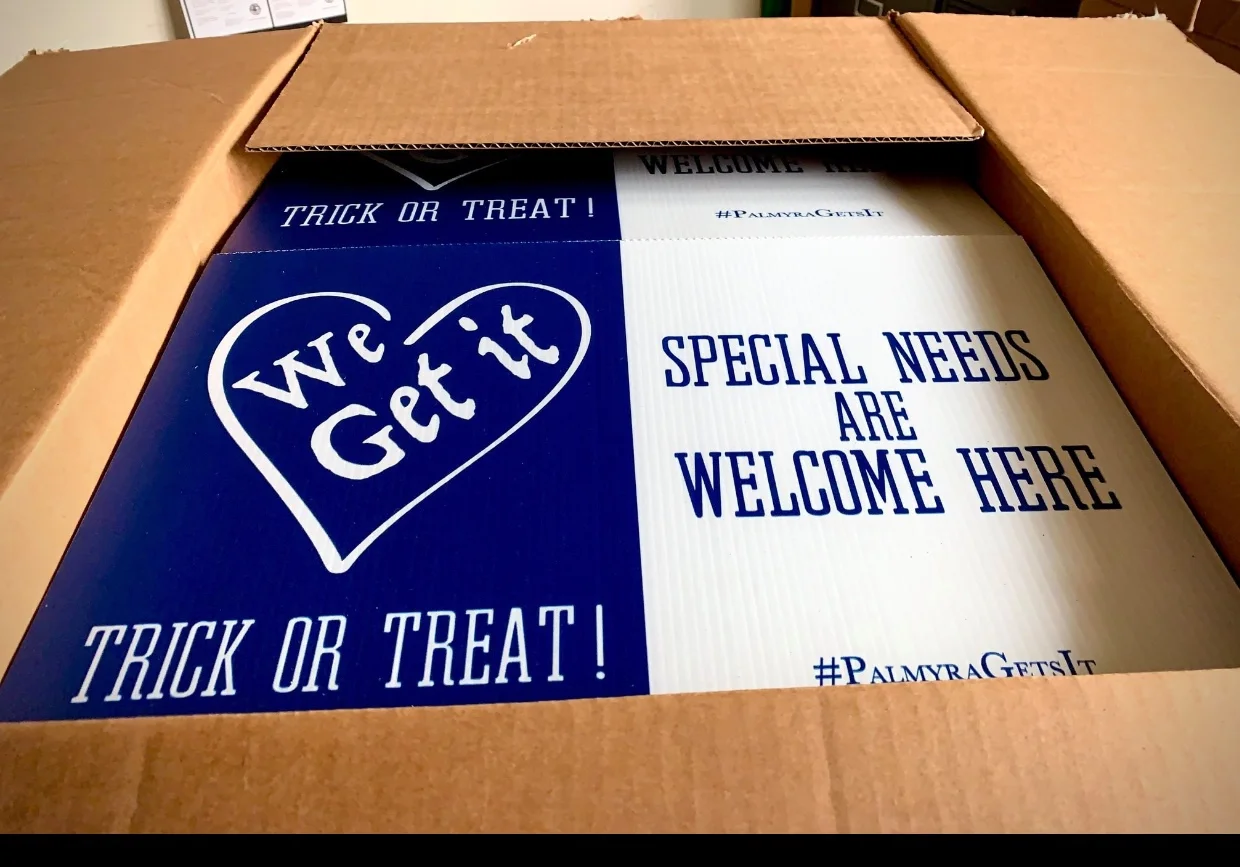 TRICK OR TREAT!
WELCOME
#PALMYRAGETSIT
We
Get it
TRICK OR TREAT!
SPECIAL NEEDS
ARE
WELCOME HERE
#PALMYRAGETSIT